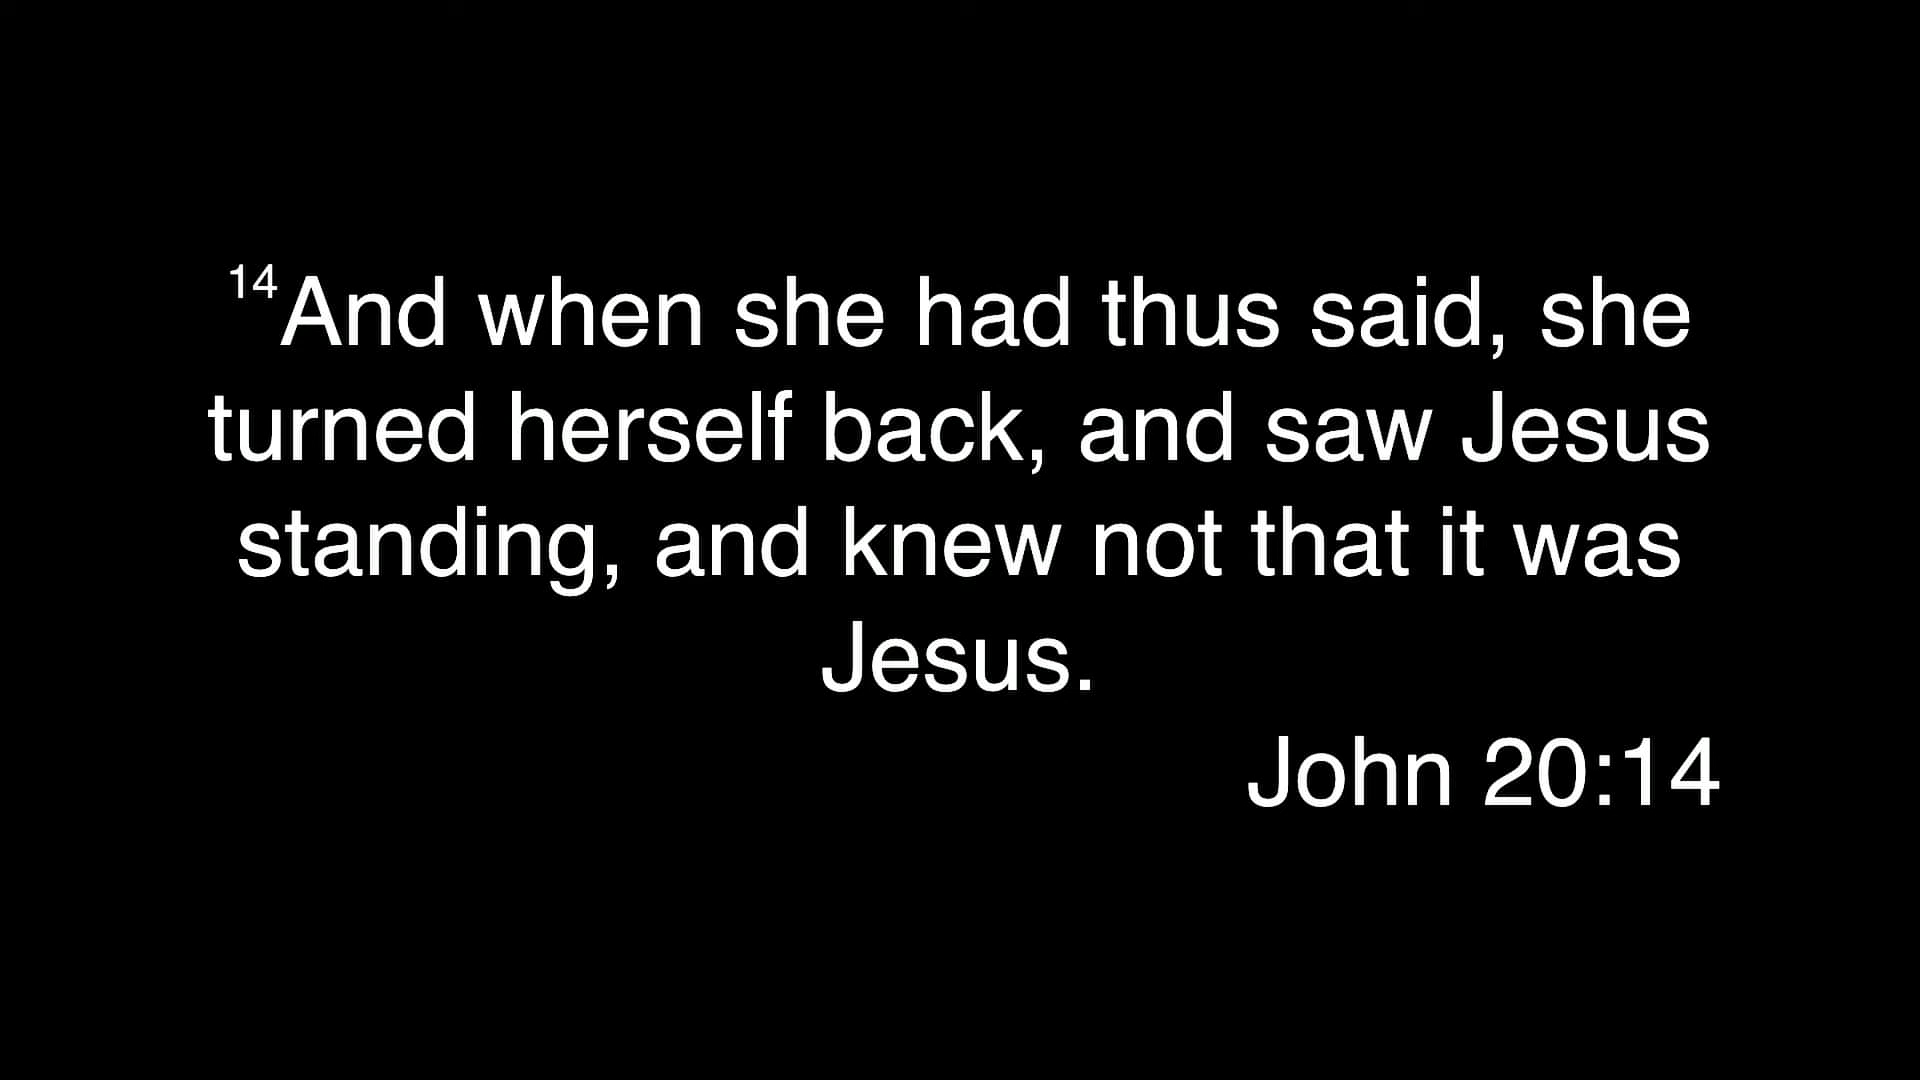 14And when she had thus said, she
turned herself back, and saw Jesus
standing, and knew not that it was
Jesus.
John 20:14